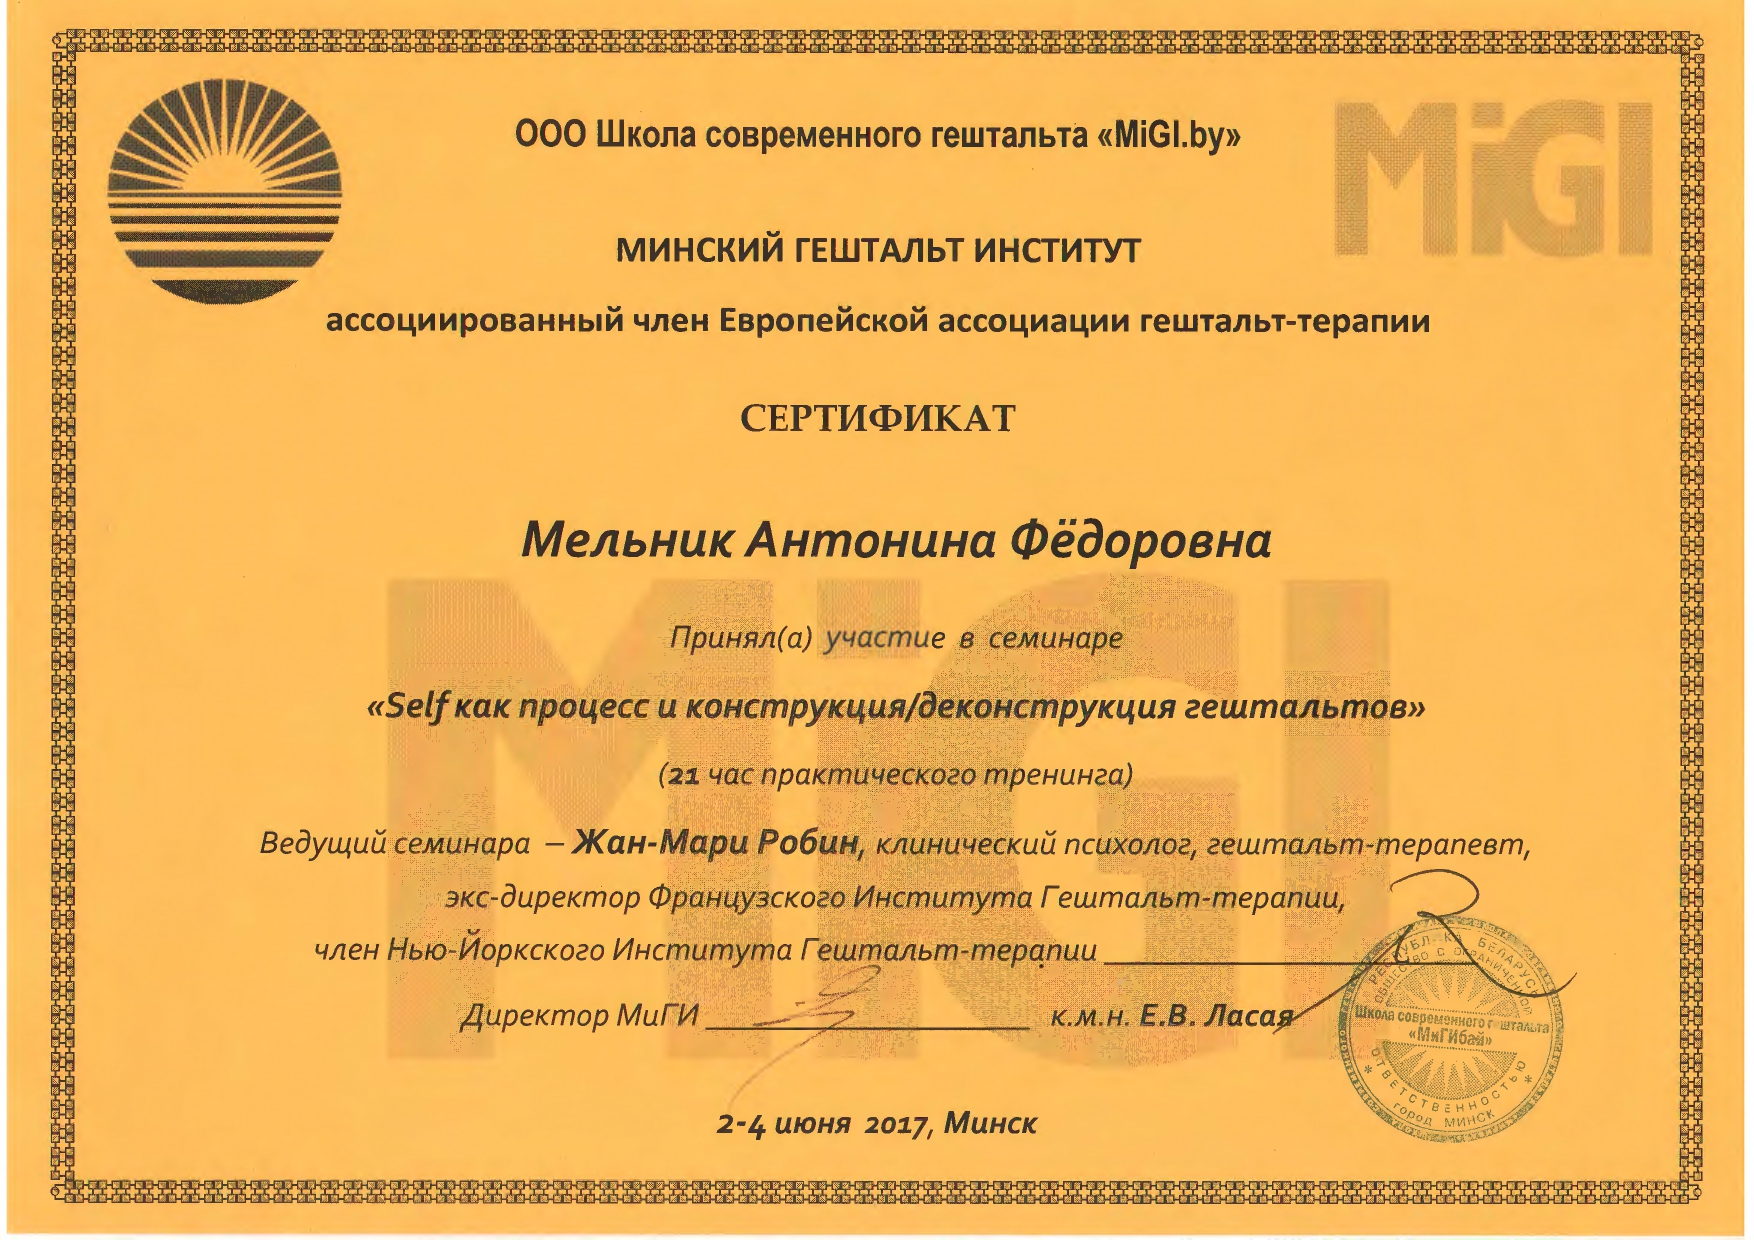 ООО Школа современного гештальта «MiGI.by»
MiGI
МИНСКИЙ ГЕШТАЛЬТ ИНСТИТУТ
ассоциированный член Европейской ассоциации гештальт-терапии
СЕРТИФИКАТ
Мельник Антонина Фёдоровна
MiGI
Принял(а) участие в семинаре
«Self как процесс и конструкция/деконструкция гештальтов»
(21 час практического тренинга)
Ведущий семинара – Жан-Мари Робин, клинический психолог, гештальт-терапевт,
экс-директор Французского Института Гештальт-терапии,
член Нью-Йоркского Института Гештальт-терапии
Директор МиГИ к.м.н. Е.В. Ласая
РЕСПУБЛИКА БЕЛАРУСЬ
ОБЩЕСТВО С ОГРАНИЧЕННОЙ
Школа современного гештальта
«МиГИбай»
ОТВЕТСТВЕННОСТЬЮ
город МИНСК
2-4 июня 2017, Минск